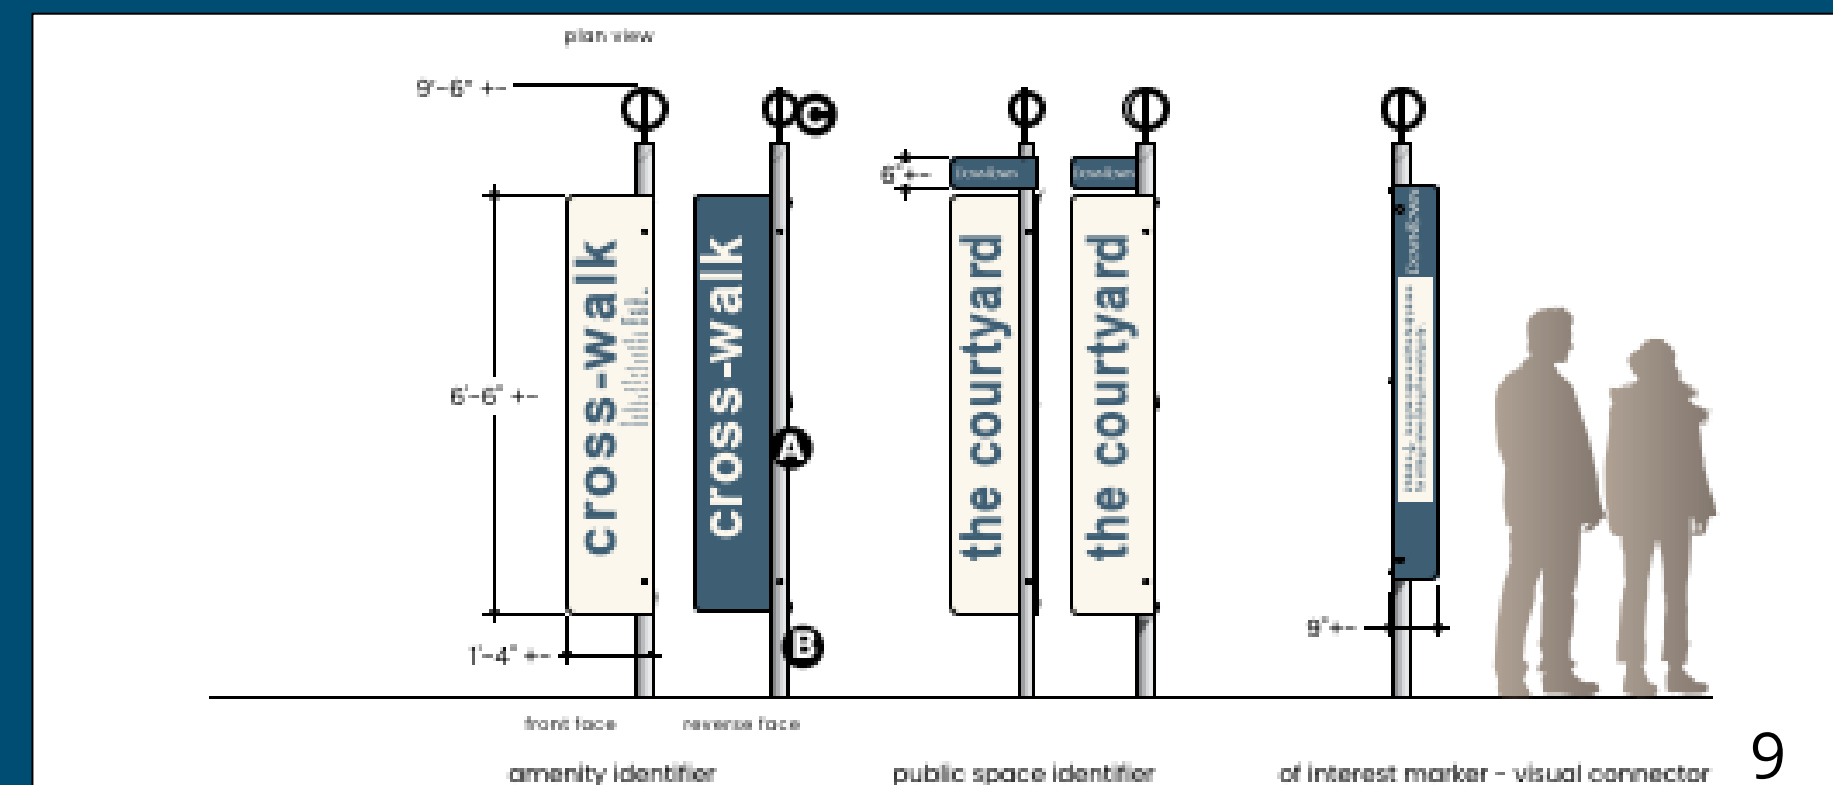 plan view
9'-6" +-
C
6"+-
cross-walk
cross-walk
the courtyard
the courtyard
6'-6" +-
A
B
9"+-
1'-4" +-
front face
reverse face
amenity identifier
public space identifier
of interest marker - visual connector
9